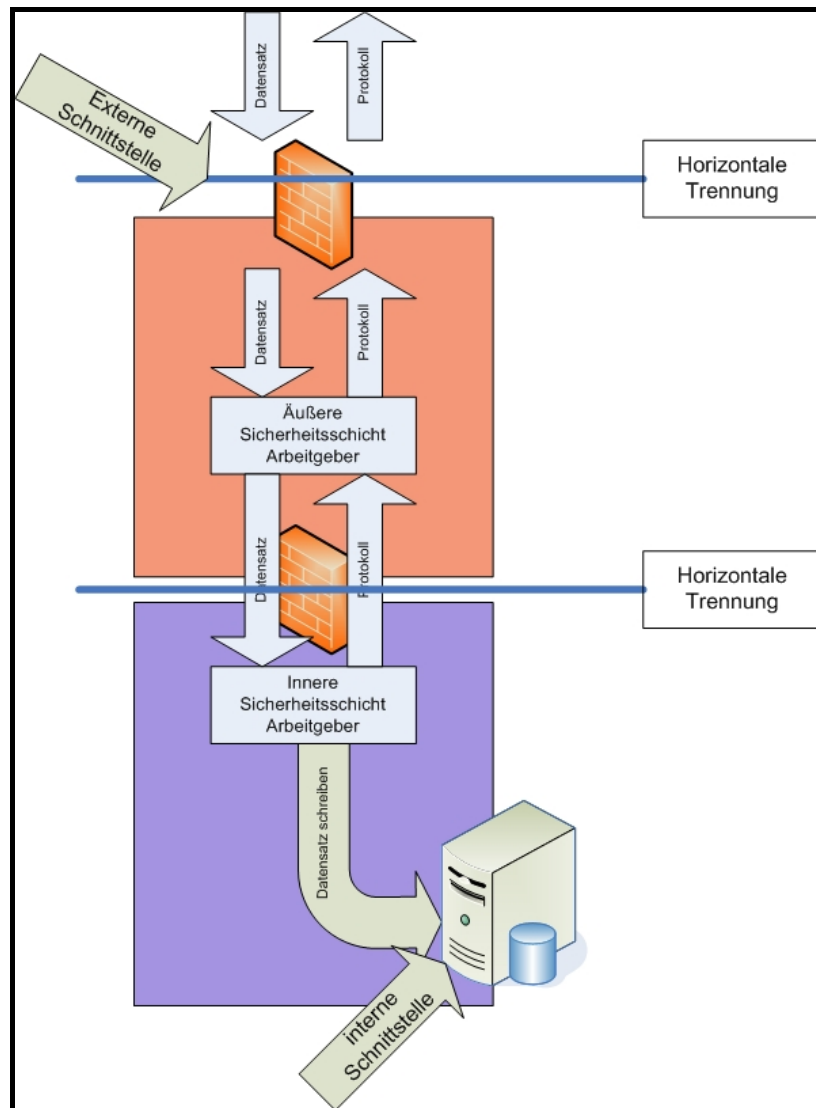 Datensatz
Protokoll
Externe
Schnittstelle
Horizontale
Trennung
Datensatz
Protokoll
Äußere
Sicherheitsschicht
Arbeitgeber
Datensatz
Protokoll
Horizontale
Trennung
Innere
Sicherheitsschicht
Arbeitgeber
Datensatz schreiben
interne
Schnittstelle